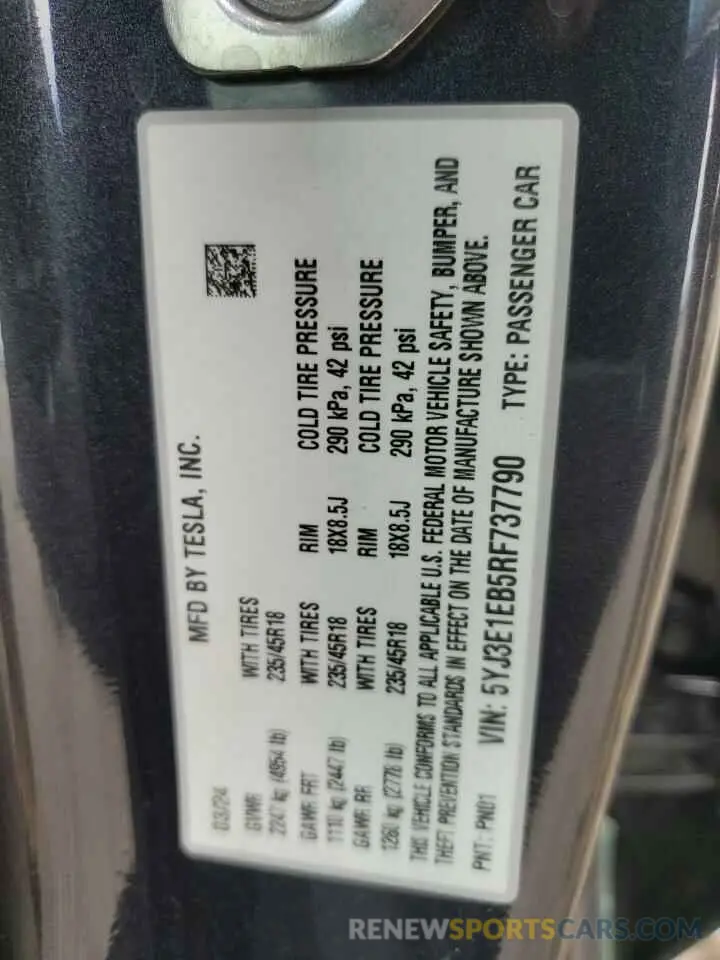 MFD BY TESLA, INC.
03/24
GVWR WITH TIRES
2247 kg (4954 lb) 235/45R18
GAWR FRT WITH TIRES RIM COLD TIRE PRESSURE
1110 kg (2447 lb) 235/45R18 18X8.5J 290 kPa, 42 psi
GAWR RR WITH TIRES RIM COLD TIRE PRESSURE
1260 kg (2778 lb) 235/45R18 18X8.5J 290 kPa, 42 psi
THIS VEHICLE CONFORMS TO ALL APPLICABLE U.S. FEDERAL MOTOR VEHICLE SAFETY, BUMPER, AND
THEFT PREVENTION STANDARDS IN EFFECT ON THE DATE OF MANUFACTURE SHOWN ABOVE.
PNT: PN01 VIN: 5YJ3E1EB5RF737790 TYPE: PASSENGER CAR
RENEWSPORTSCARS.COM